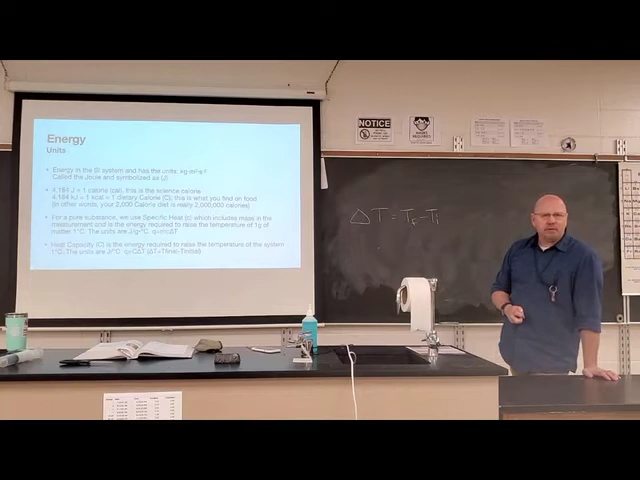 Energy
Units
• Energy in the SI system and has the units: kg·m²·s⁻²
Called the Joule and symbolized as (J)
• 4.184 J = 1 calorie (cal), this is the science calorie
4.184 kJ = 1 kcal = 1 dietary Calorie (C), this is what you find on food
(in other words, your 2,000 Calorie diet is really 2,000,000 calories)
• For a pure substance, we use Specific Heat (c) which includes mass in the
measurement and is the energy required to raise the temperature of 1g of
matter 1°C. The units are J/g·°C. q=mcΔT
• Heat Capacity (C) is the energy required to raise the temperature of the system
1°C. The units are J/°C. q=CΔT (ΔT=Tfinal-Tinitial)
NOTICE
ΔT = Tf - Ti